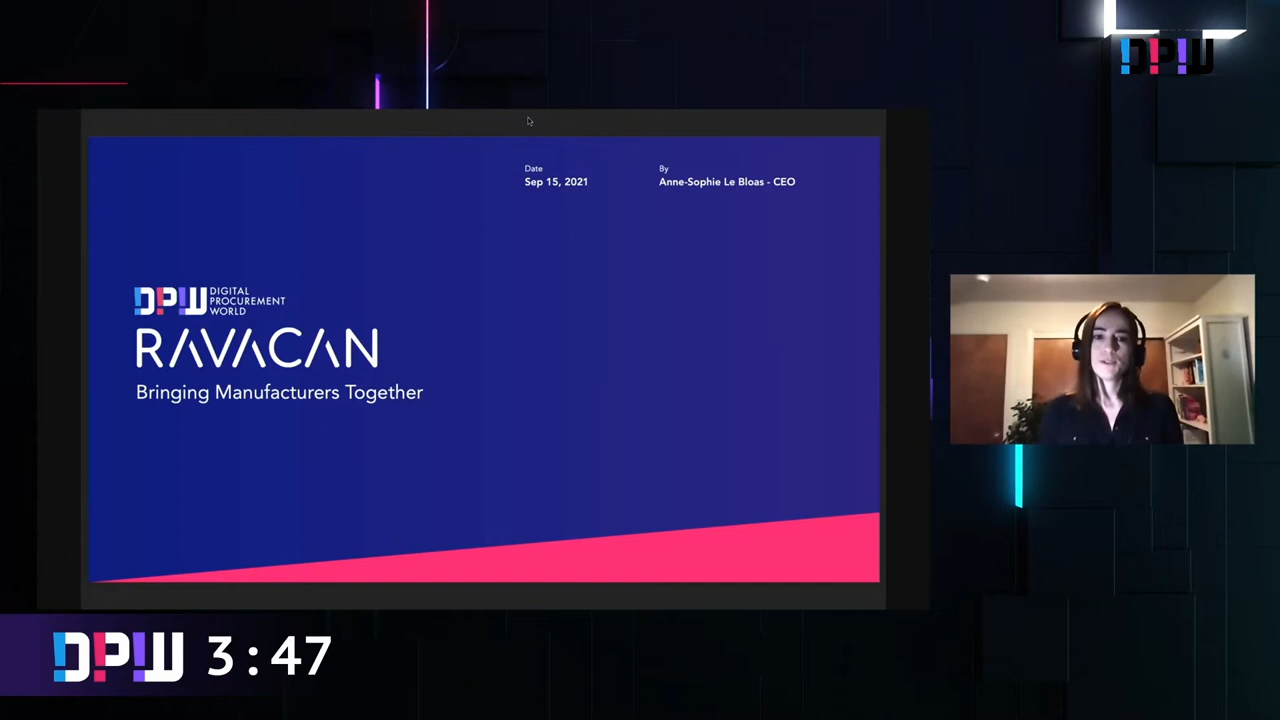 DPW
Date
Sep 15, 2021
By
Anne-Sophie Le Bloas - CEO
DPW DIGITAL
PROCUREMENT
WORLD
RAVACAN
Bringing Manufacturers Together
DPW 3:47